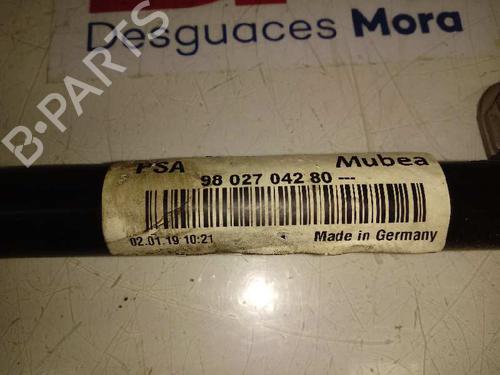 Desguaces Mora
B-PARTS
PSA Mubea
98 027 042 80 ---
02.01.19 10:21 Made in Germany